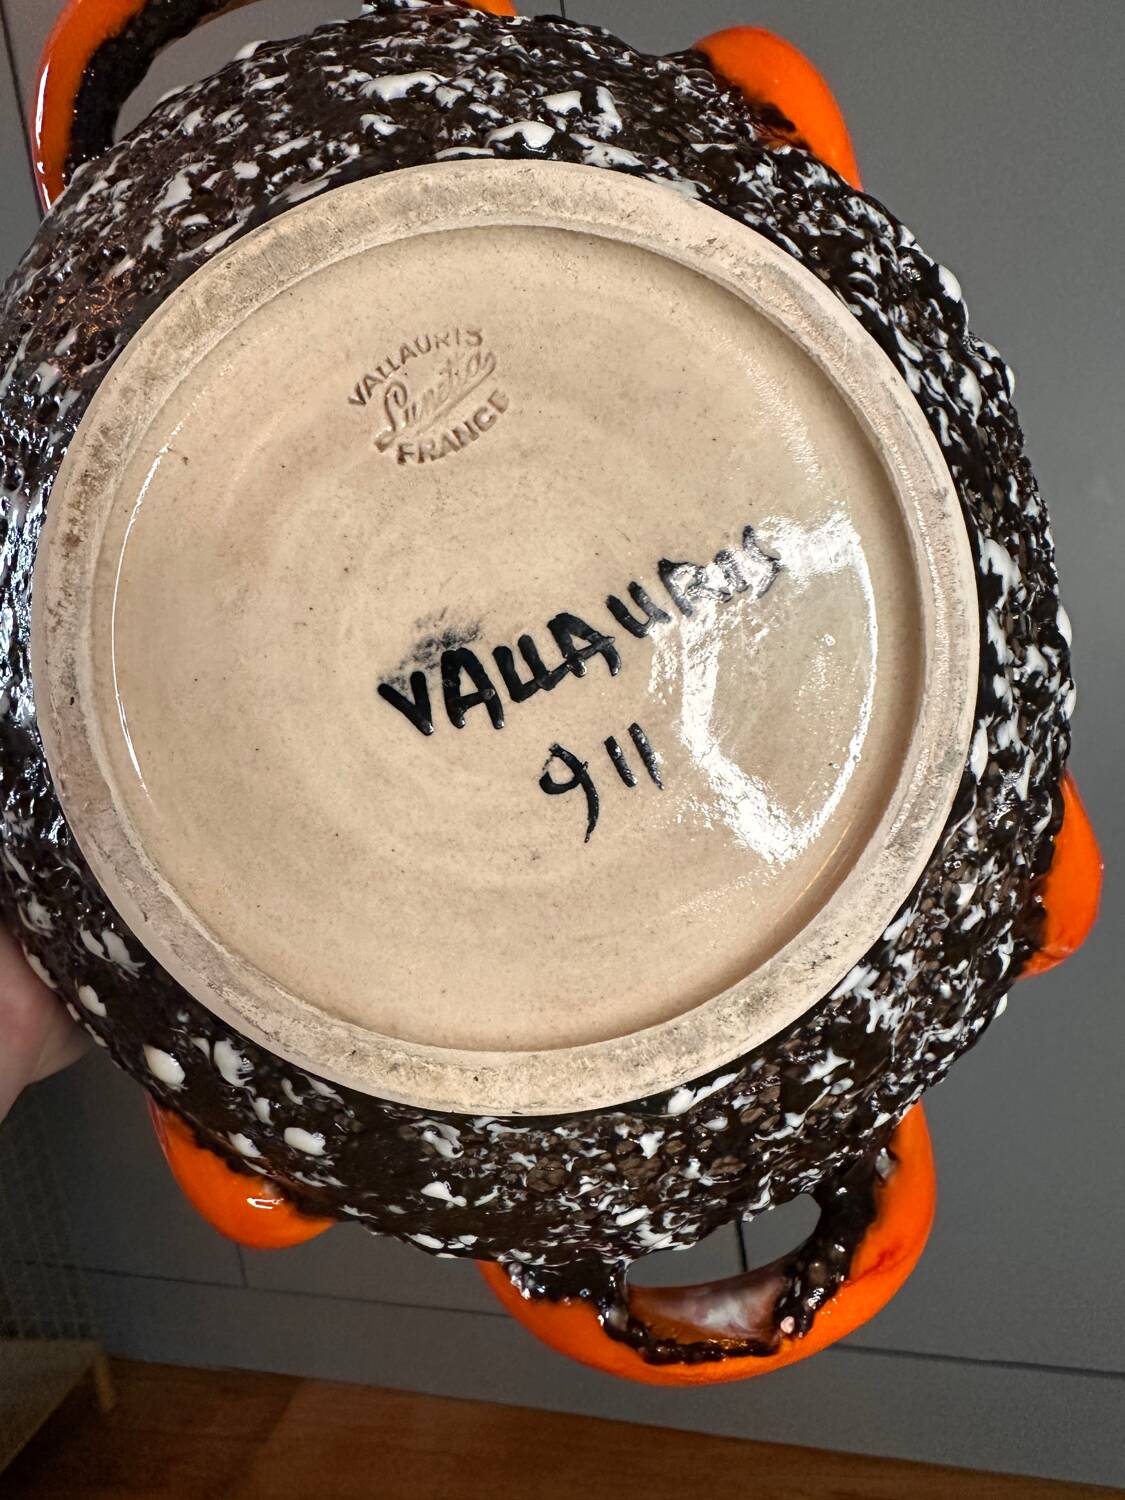 VALLAURIS
Lunetta
FRANCE
VALLAURIS
911